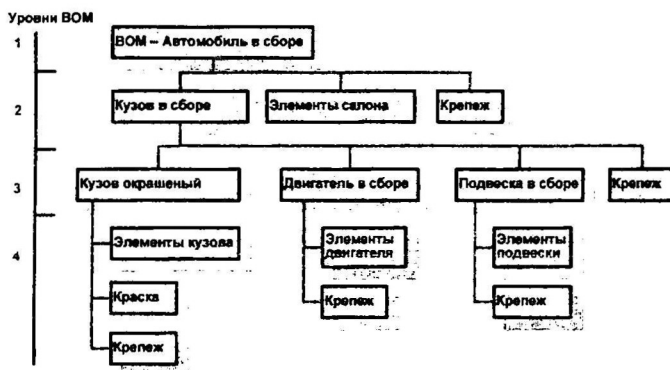 Уровни BOM
1
BOM – Автомобиль в сборе
2
Кузов в сборе
Элементы салона
Крепеж
3
Кузов окрашеный
Двигатель в сборе
Подвеска в сборе
Крепеж
4
Элементы кузова
Элементы
двигателя
Элементы
подвески
Краска
Крепеж
Крепеж
Крепеж